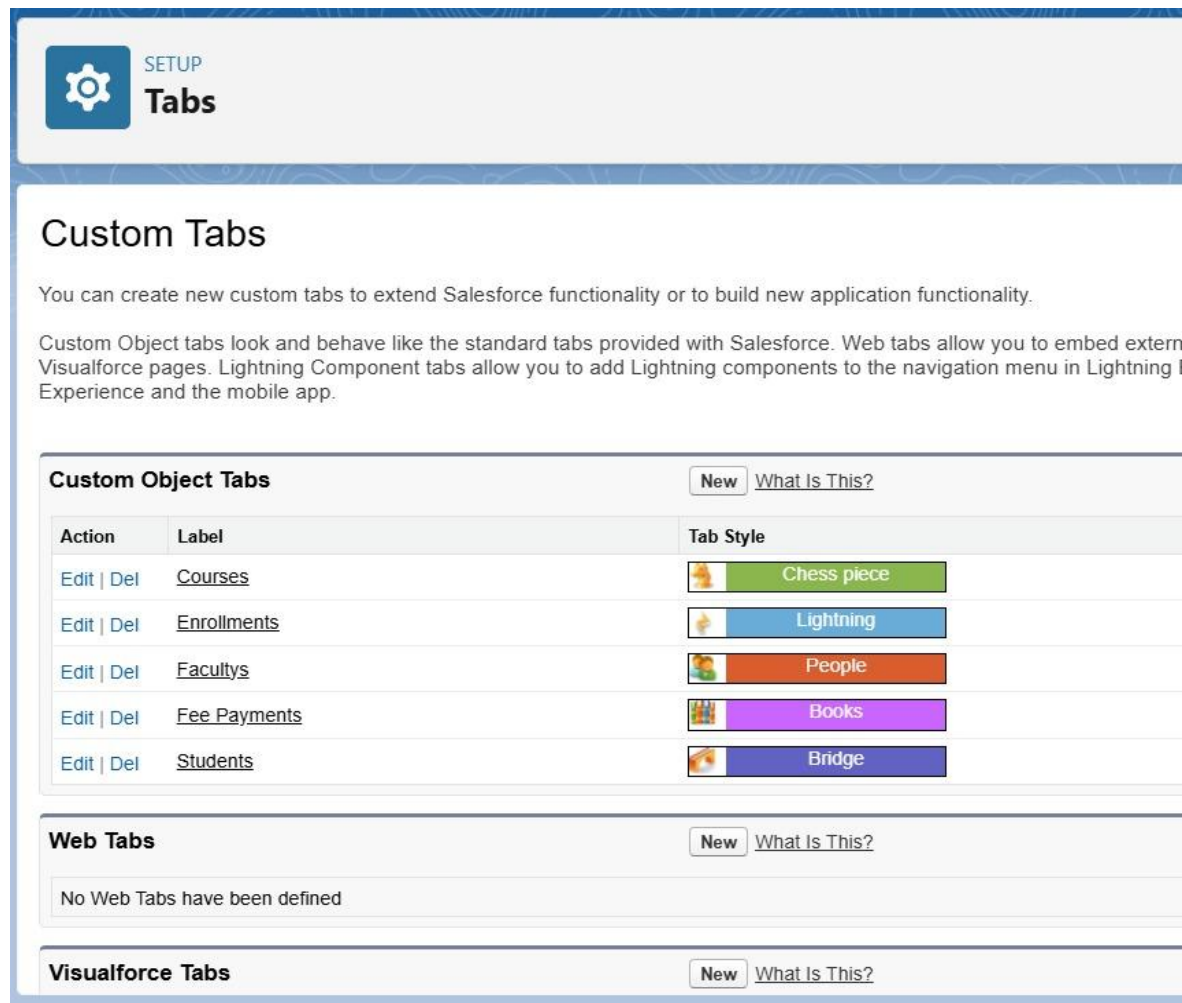 SETUP
Tabs
Custom Tabs
You can create new custom tabs to extend Salesforce functionality or to build new application functionality.
Custom Object tabs look and behave like the standard tabs provided with Salesforce. Web tabs allow you to embed extern
Visualforce pages. Lightning Component tabs allow you to add Lightning components to the navigation menu in Lightning
Experience and the mobile app.
Custom Object Tabs New What Is This?
Action Label Tab Style
Edit | Del Courses Chess piece
Edit | Del Enrollments Lightning
Edit | Del Facultys People
Edit | Del Fee Payments Books
Edit | Del Students Bridge
Web Tabs New What Is This?
No Web Tabs have been defined
Visualforce Tabs New What Is This?